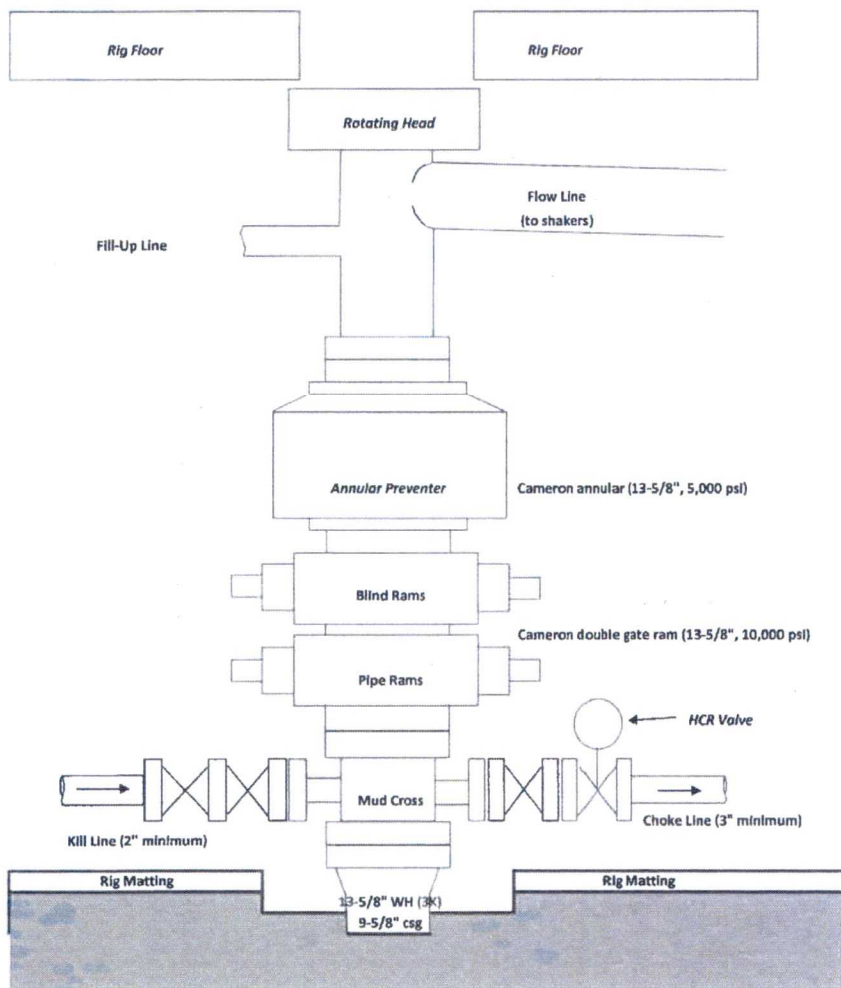 Rig Floor
Rig Floor
Rotating Head
Flow Line
(to shakers)
Fill-Up Line
Annular Preventer
Cameron annular (13-5/8", 5,000 psi)
Blind Rams
Cameron double gate ram (13-5/8", 10,000 psi)
Pipe Rams
HCR Valve
Mud Cross
Kill Line (2" minimum)
Choke Line (3" minimum)
Rig Matting
Rig Matting
13-5/8" WH (3K)
9-5/8" csg